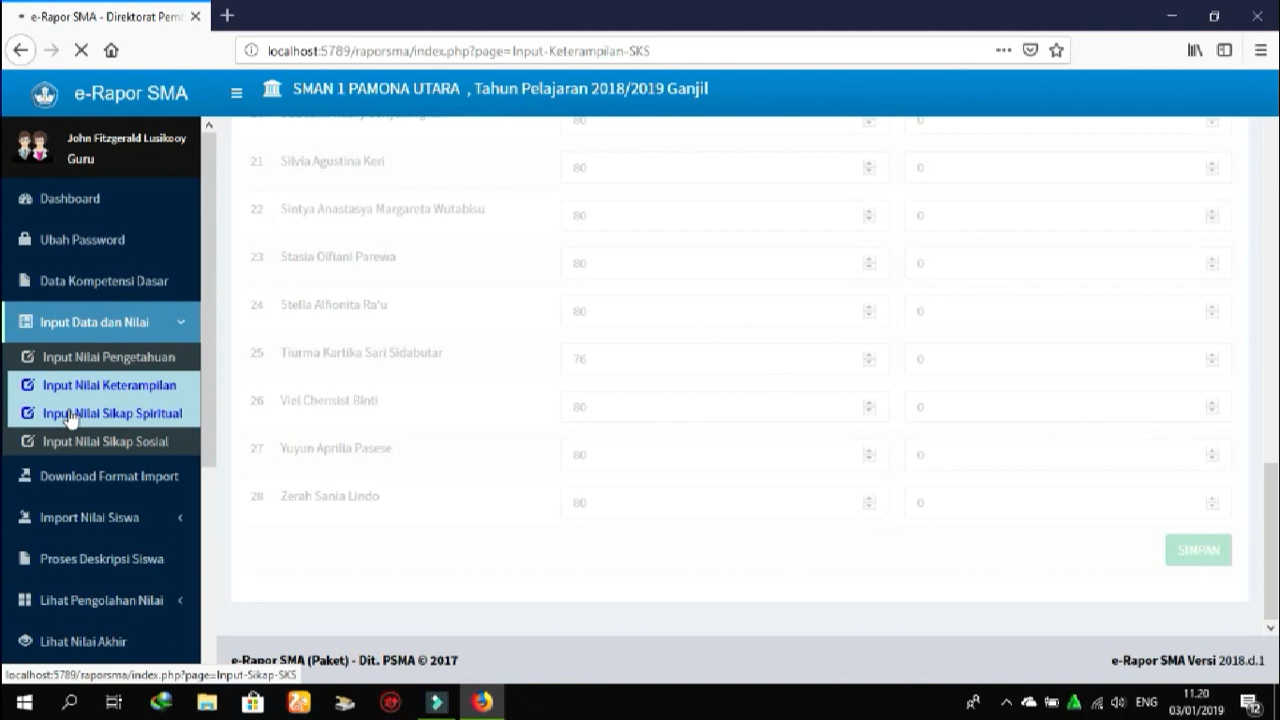 e-Rapor SMA - Direktorat Pemb
localhost:5789/raporsma/index.php?page=Input-Keterampilan-SKS
e-Rapor SMA
SMAN 1 PAMONA UTARA , Tahun Pelajaran 2018/2019 Ganjil
John Fitzgerald Lusikooy
Guru
Dashboard
Ubah Password
Data Kompetensi Dasar
Input Data dan Nilai
Input Nilai Pengetahuan
Input Nilai Keterampilan
Input Nilai Sikap Spiritual
Input Nilai Sikap Sosial
Download Format Import
Import Nilai Siswa
Proses Deskripsi Siswa
Lihat Pengolahan Nilai
Lihat Nilai Akhir
80 0
21 Silvia Agustina Keri 80 0
22 Sintya Anastasya Margareta Wutabisu 80 0
23 Stasia Olfiani Parewa 80 0
24 Stella Alfionita Ra'u 80 0
25 Tiurma Kartika Sari Sidabutar 76 0
26 Viel Chensist Binti 80 0
27 Yuyun Aprilia Pasese 80 0
28 Zerah Sania Lindo 80 0
SIMPAN
e-Rapor SMA (Paket) - Dit. PSMA © 2017
e-Rapor SMA Versi 2018.d.1
localhost:5789/raporsma/index.php?page=Input-Sikap-SKS
ENG
11.20
03/01/2019
12